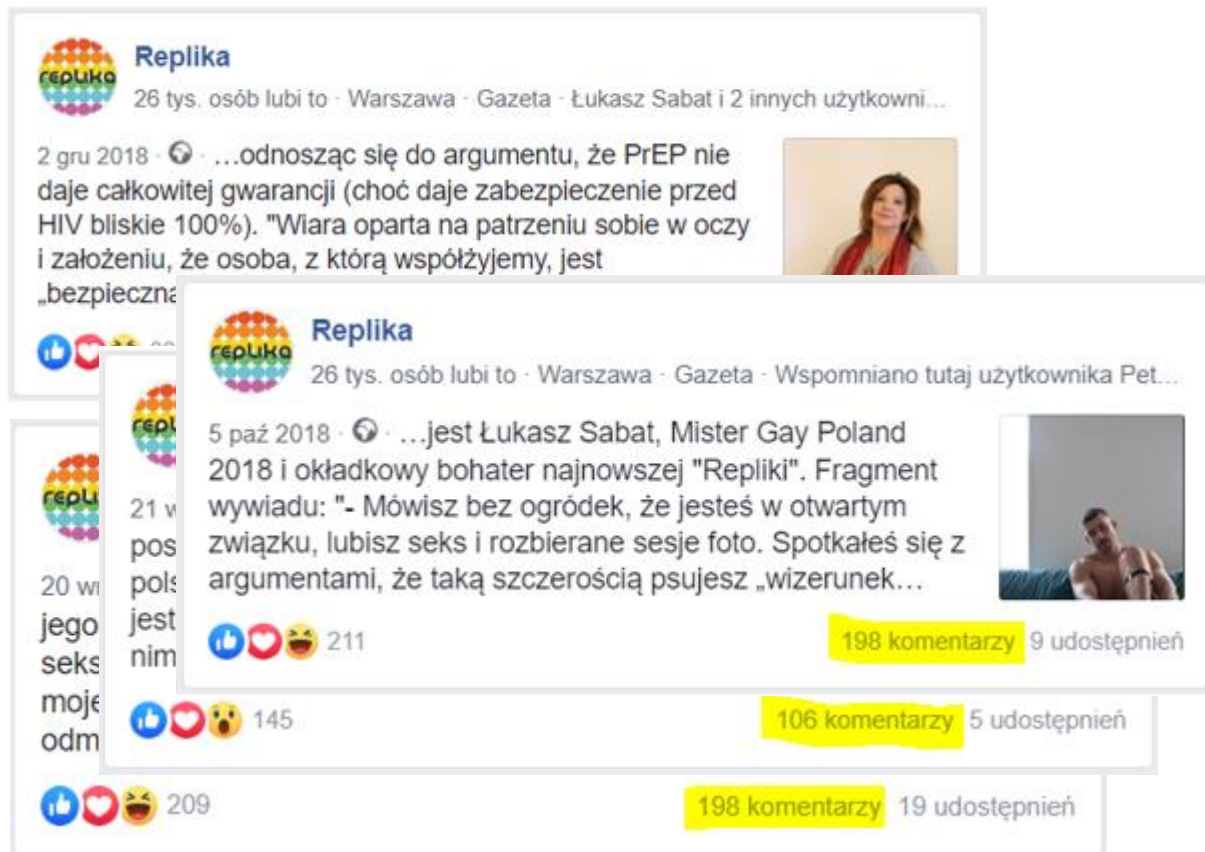 replika
Replika
26 tys. osób lubi to · Warszawa · Gazeta · Łukasz Sabat i 2 innych użytkowni...
2 gru 2018 · …odnosząc się do argumentu, że PrEP nie
daje całkowitej gwarancji (choć daje zabezpieczenie przed
HIV bliskie 100%). "Wiara oparta na patrzeniu sobie w oczy
i założeniu, że osoba, z którą współżyjemy, jest
„bezpieczna
replika
Replika
26 tys. osób lubi to · Warszawa · Gazeta · Wspomniano tutaj użytkownika Pet...
5 paź 2018 · …jest Łukasz Sabat, Mister Gay Poland
2018 i okładkowy bohater najnowszej "Repliki". Fragment
wywiadu: "- Mówisz bez ogródek, że jesteś w otwartym
związku, lubisz seks i rozbierane sesje foto. Spotkałeś się z
argumentami, że taką szczerością psujesz „wizerunek…
211 198 komentarzy 9 udostępnień
21 w
pos
pols
jest
nim
145 106 komentarzy 5 udostępnień
20 wr
jego
seks
moje
odm
209 198 komentarzy 19 udostępnień